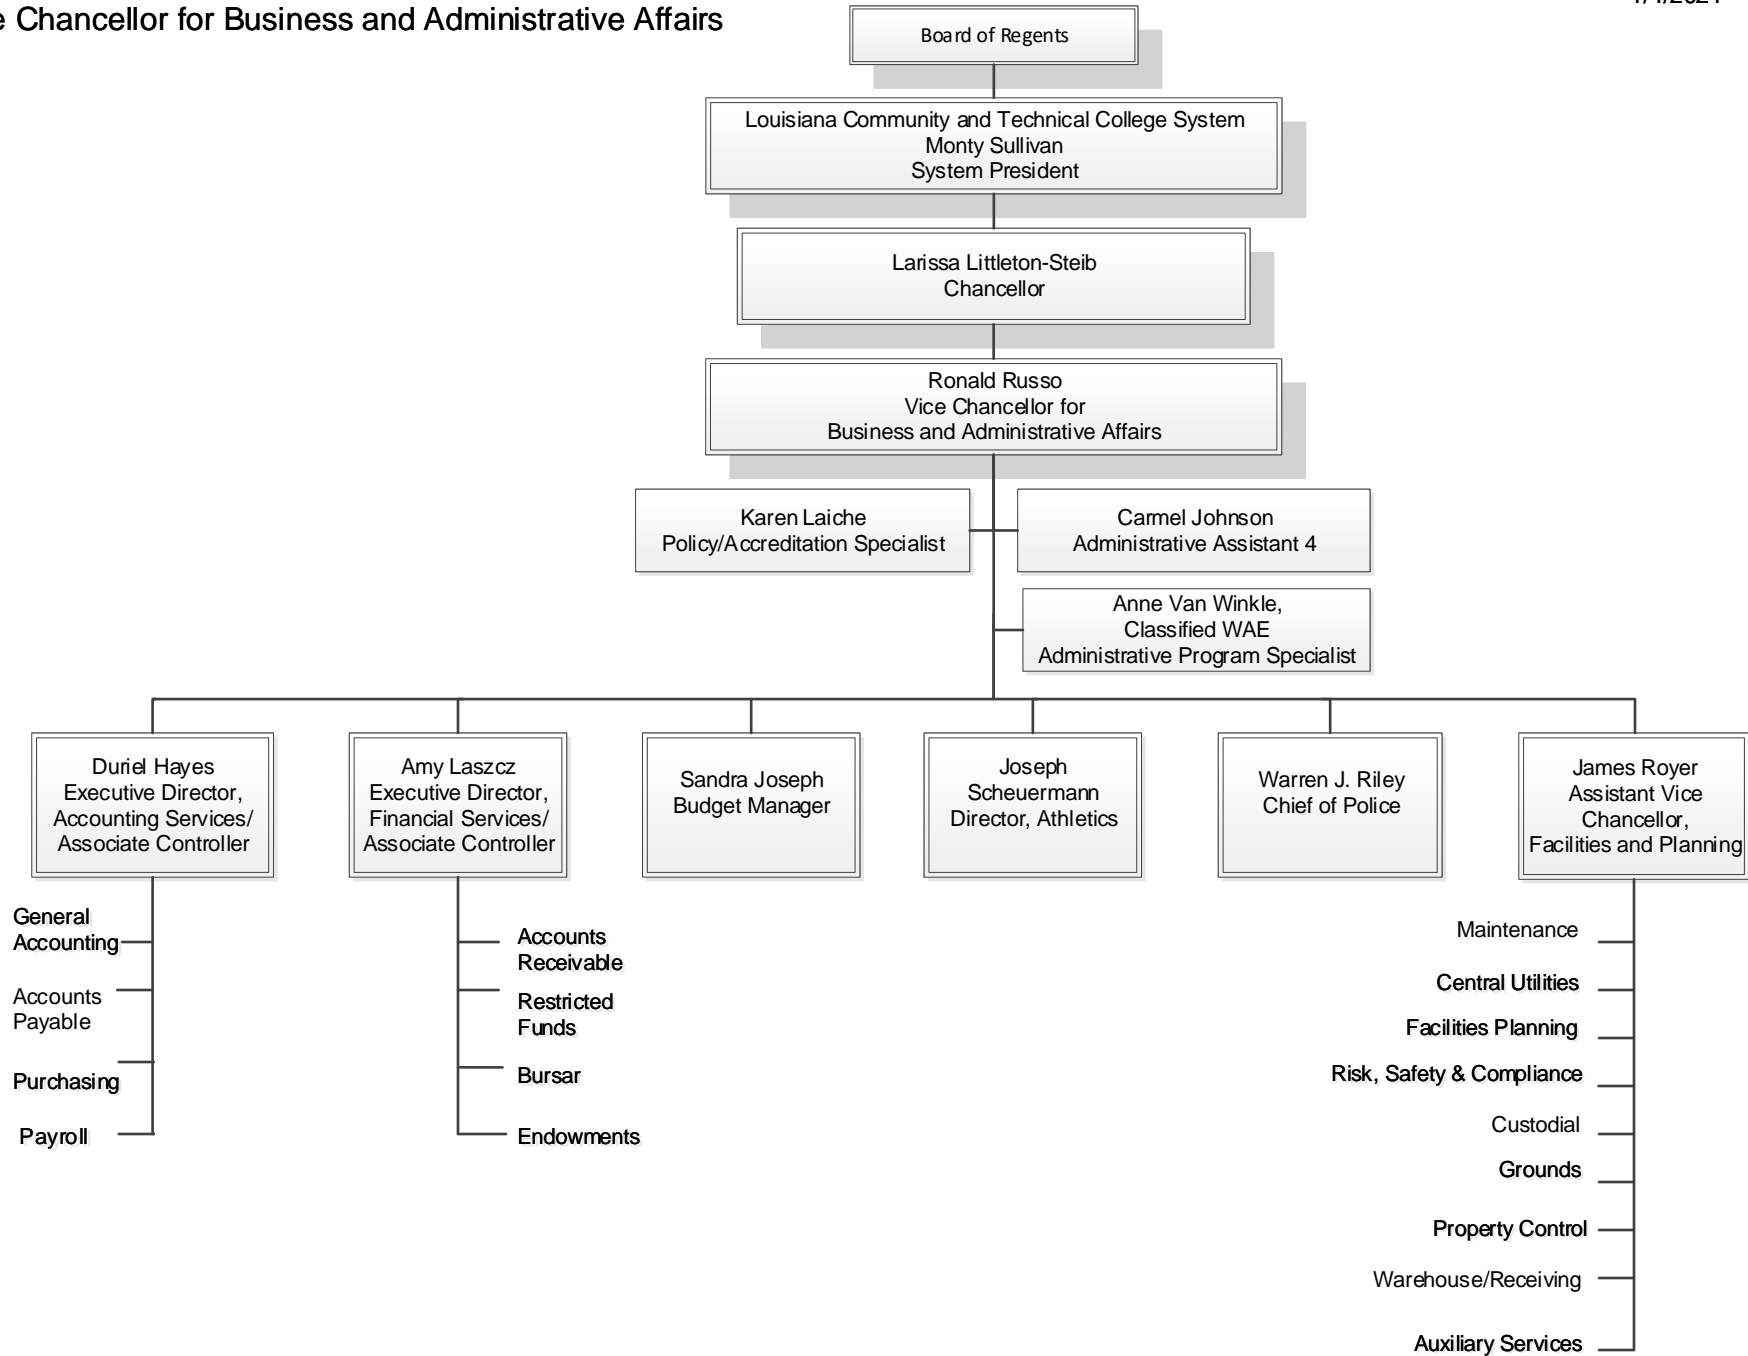 Chancellor for Business and Administrative Affairs
Board of Regents
Louisiana Community and Technical College System
Monty Sullivan
System President
Larissa Littleton-Steib
Chancellor
Ronald Russo
Vice Chancellor for
Business and Administrative Affairs
Karen Laiche
Policy/Accreditation Specialist
Carmel Johnson
Administrative Assistant 4
Anne Van Winkle,
Classified WAE
Administrative Program Specialist
Duriel Hayes
Executive Director,
Accounting Services/
Associate Controller
Amy Laszcz
Executive Director,
Financial Services/
Associate Controller
Sandra Joseph
Budget Manager
Joseph
Scheuermann
Director, Athletics
Warren J. Riley
Chief of Police
James Royer
Assistant Vice
Chancellor,
Facilities and Planning
General
Accounting
Accounts
Payable
Purchasing
Payroll
Accounts
Receivable
Restricted
Funds
Bursar
Endowments
Maintenance
Central Utilities
Facilities Planning
Risk, Safety & Compliance
Custodial
Grounds
Property Control
Warehouse/Receiving
Auxiliary Services